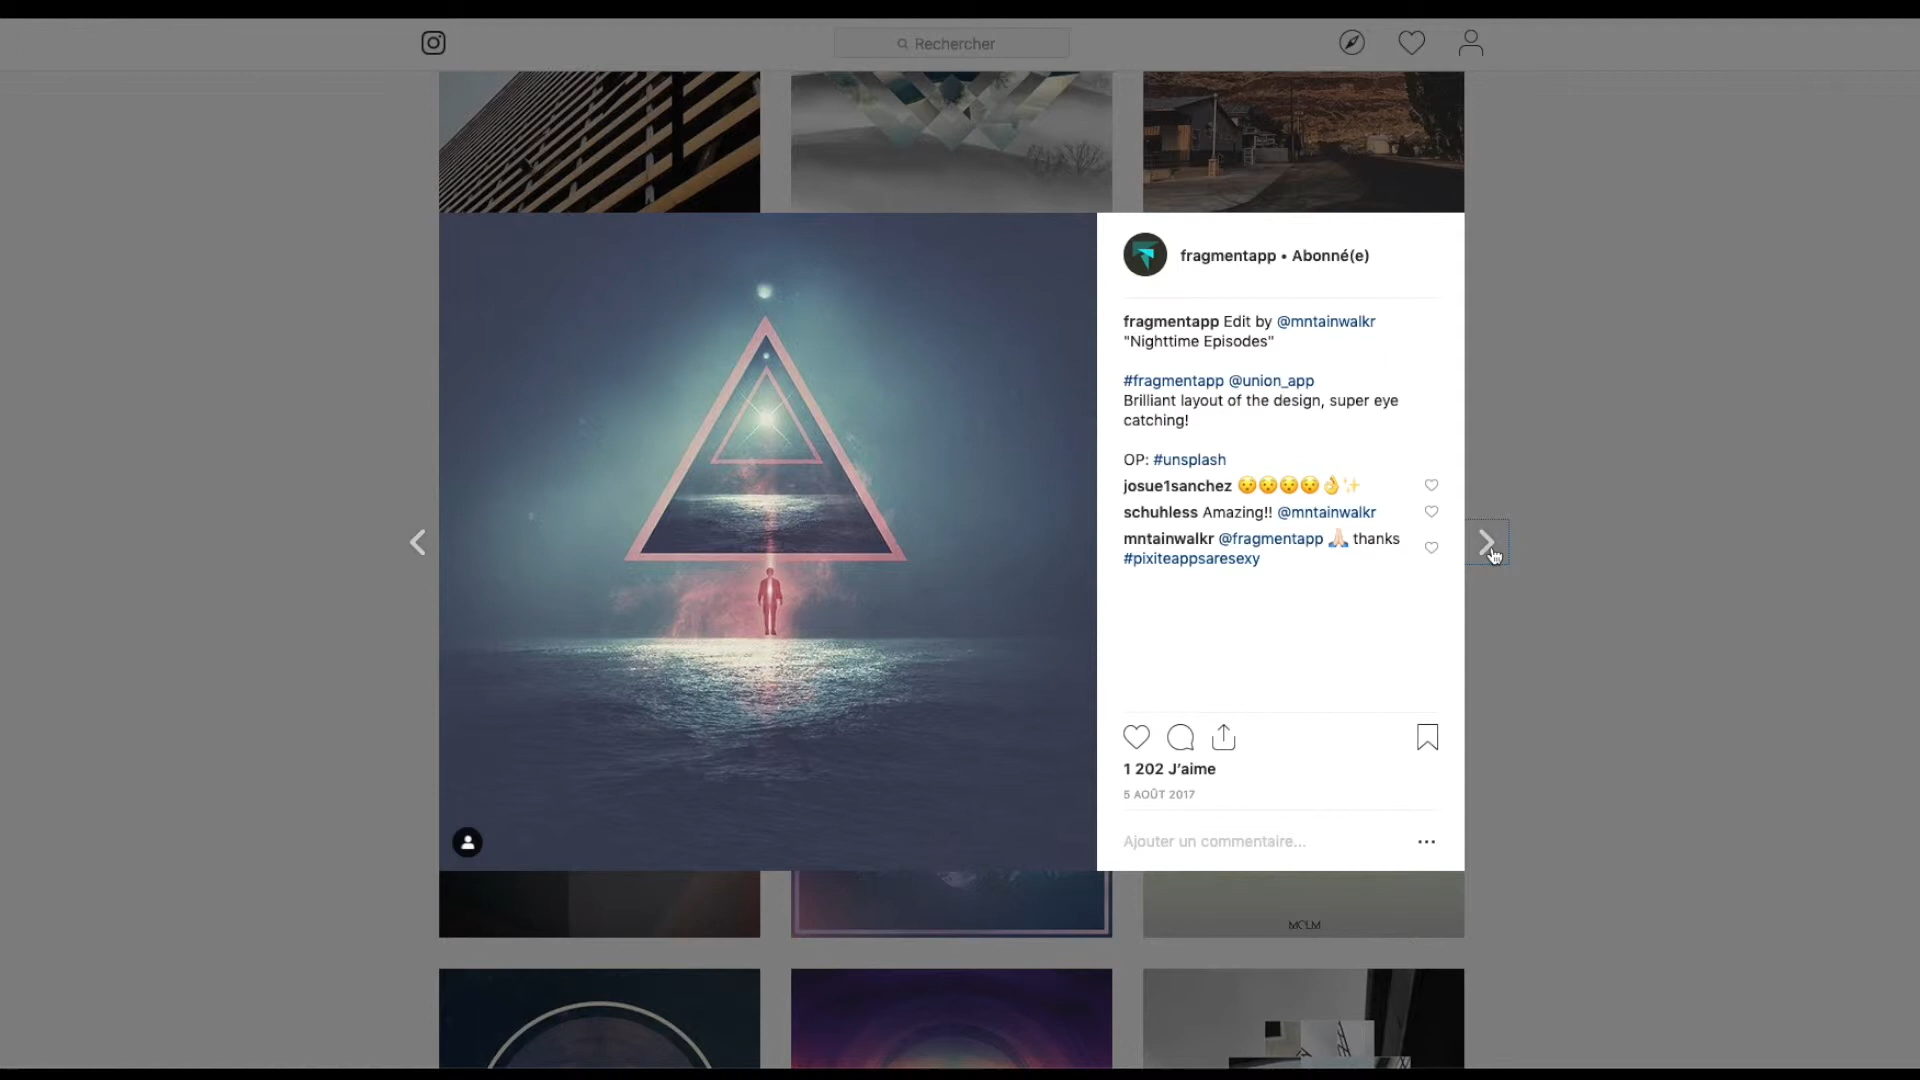 Rechercher
fragmentapp • Abonné(e)
fragmentapp Edit by @mntainwalkr
"Nighttime Episodes"
#fragmentapp @union_app
Brilliant layout of the design, super eye
catching!
OP: #unsplash
josue1sanchez 😌😌😌😌👌✨
schuhless Amazing!! @mntainwalkr
mntainwalkr @fragmentapp 🙏🏻 thanks
#pixiteappsaresexy
1 202 J'aime
5 AOÛT 2017
Ajouter un commentaire...